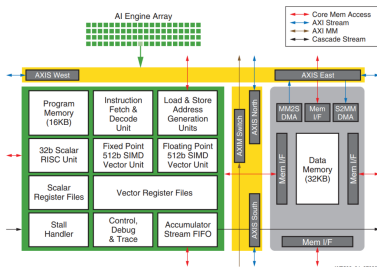 AI Engine Array
Core Mem Access
AXI Stream
AXI MM
Cascade Stream
AXIS West
AXIS East
Program
Memory
(16KB)
Instruction
Fetch &
Decode
Unit
Load & Store
Address
Generation
Units
32b Scalar
RISC Unit
Fixed Point
512b SIMD
Vector Unit
Floating Point
512b SIMD
Vector Unit
Scalar
Register Files
Vector Register Files
Stall
Handler
Control,
Debug
& Trace
Accumulator
Stream FIFO
AXIM Switch
AXIS North
AXIS South
MM2S
DMA
Mem
I/F
S2MM
DMA
Mem I/F
Data
Memory
(32KB)
Mem I/F
Mem I/F